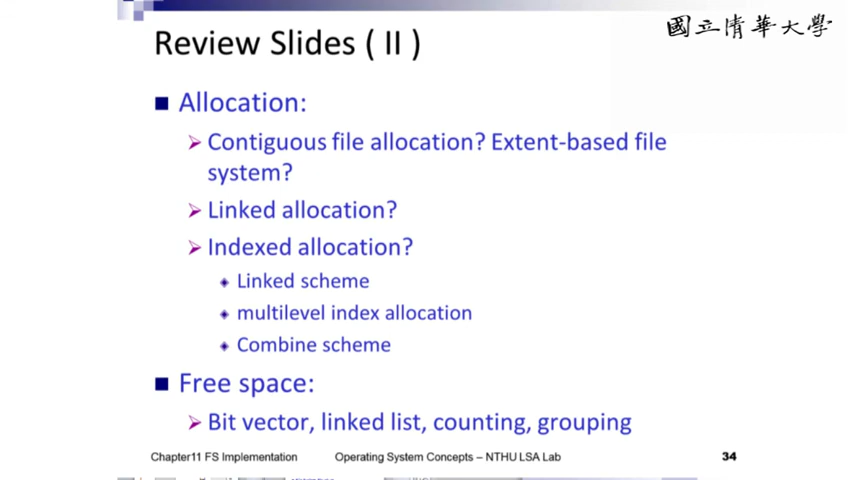 國立清華大學
Review Slides ( II )
Allocation:
Contiguous file allocation? Extent-based file
system?
Linked allocation?
Indexed allocation?
Linked scheme
multilevel index allocation
Combine scheme
Free space:
Bit vector, linked list, counting, grouping
Chapter11 FS Implementation Operating System Concepts – NTHU LSA Lab 34